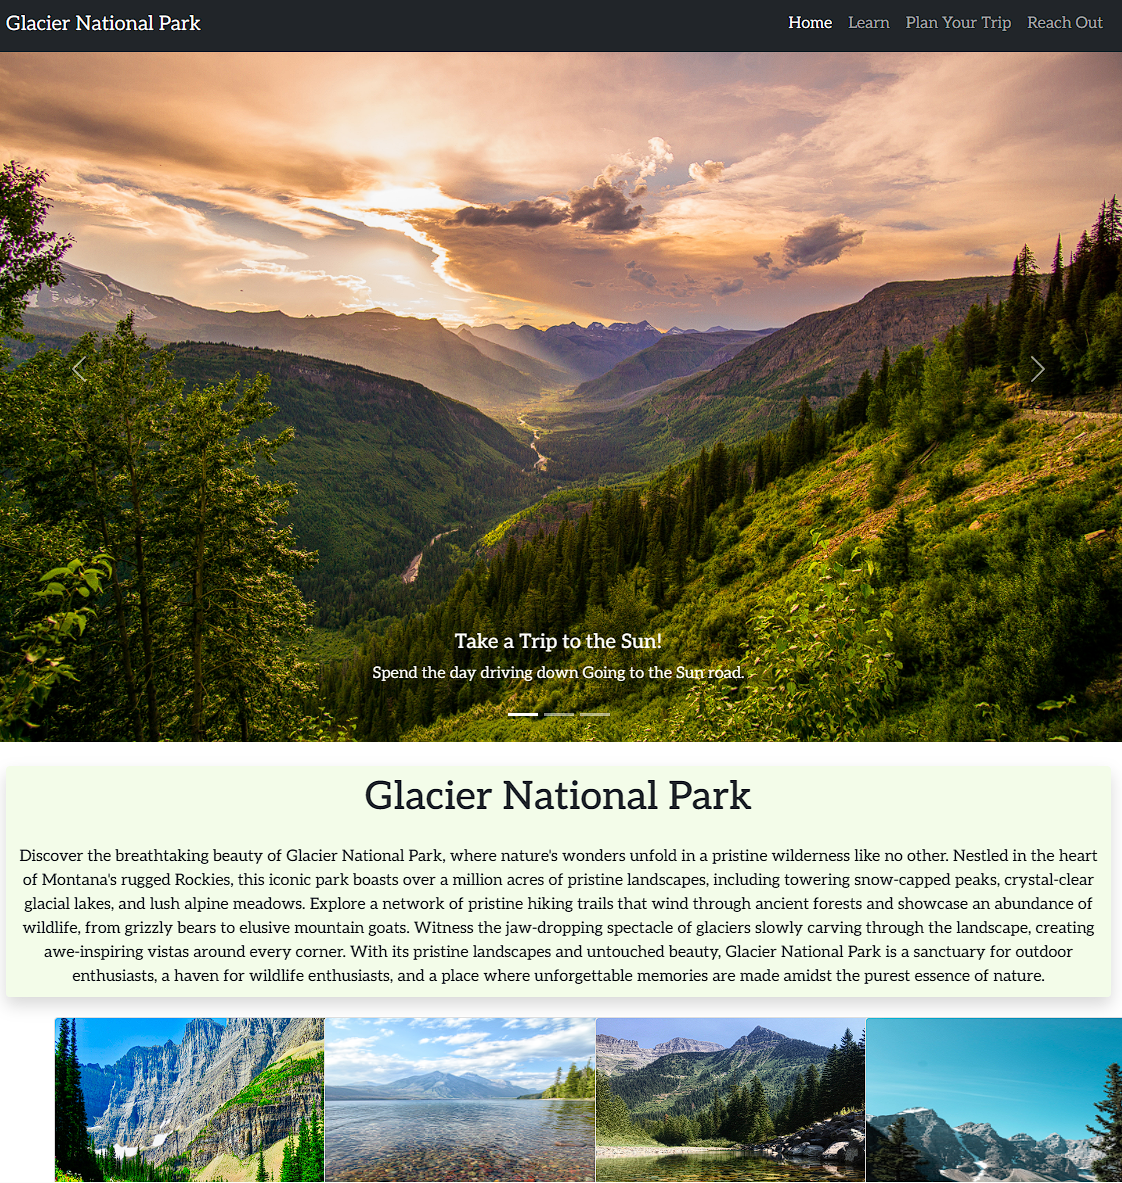 Glacier National Park
Home Learn Plan Your Trip Reach Out
Take a Trip to the Sun!
Spend the day driving down Going to the Sun road.
Glacier National Park
Discover the breathtaking beauty of Glacier National Park, where nature's wonders unfold in a pristine wilderness like no other. Nestled in the heart
of Montana's rugged Rockies, this iconic park boasts over a million acres of pristine landscapes, including towering snow-capped peaks, crystal-clear
glacial lakes, and lush alpine meadows. Explore a network of pristine hiking trails that wind through ancient forests and showcase an abundance of
wildlife, from grizzly bears to elusive mountain goats. Witness the jaw-dropping spectacle of glaciers slowly carving through the landscape, creating
awe-inspiring vistas around every corner. With its pristine landscapes and untouched beauty, Glacier National Park is a sanctuary for outdoor
enthusiasts, a haven for wildlife enthusiasts, and a place where unforgettable memories are made amidst the purest essence of nature.